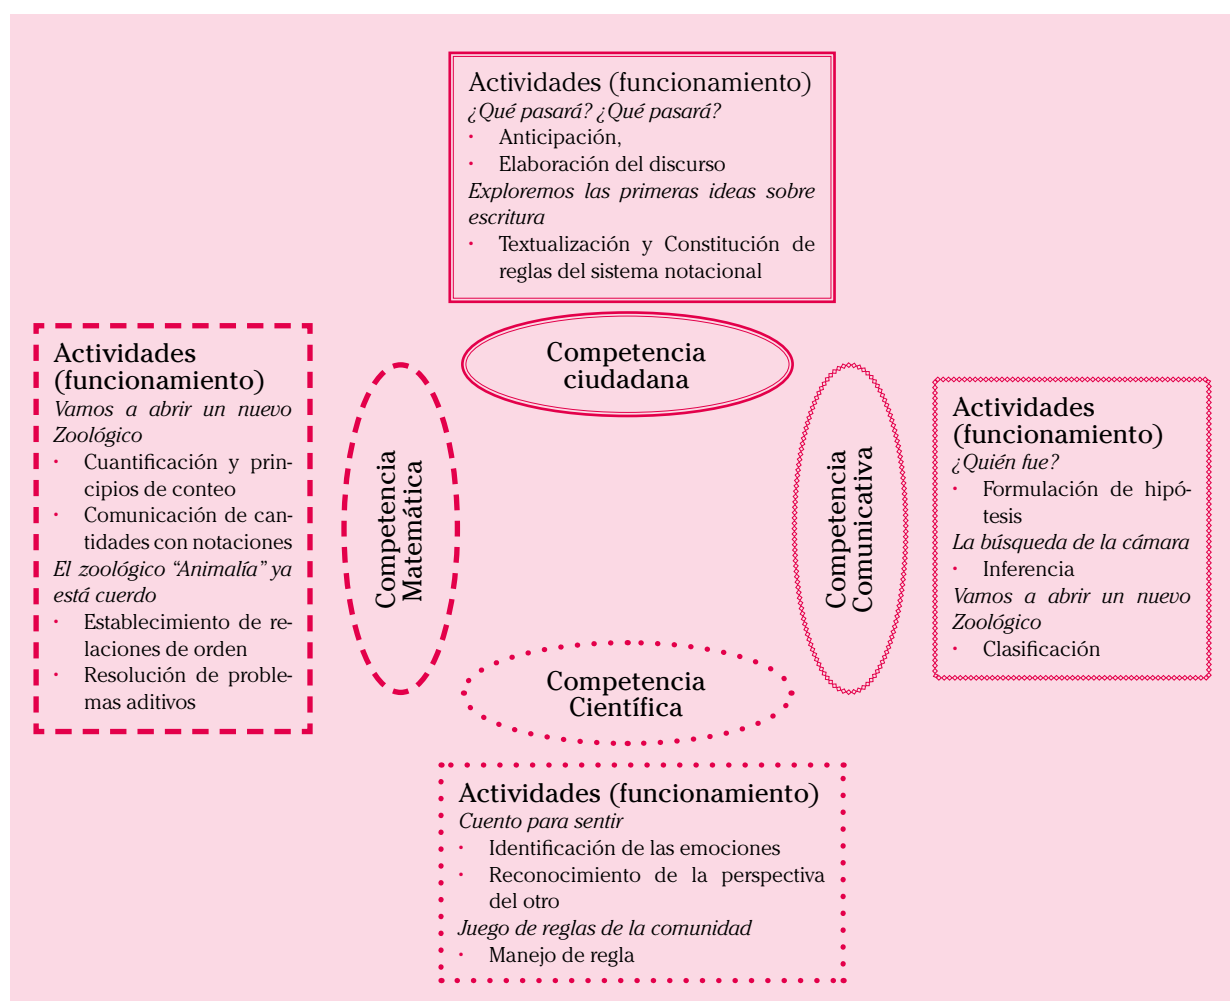 Actividades (funcionamiento)
¿Qué pasará? ¿Qué pasará?
• Anticipación,
• Elaboración del discurso
Exploremos las primeras ideas sobre
escritura
• Textualización y Constitución de
reglas del sistema notacional
Competencia
ciudadana
Actividades
(funcionamiento)
Vamos a abrir un nuevo
Zoológico
• Cuantificación y prin-
cipios de conteo
• Comunicación de can-
tidades con notaciones
El zoológico “Animalía” ya
está cuerdo
• Establecimiento de re-
laciones de orden
• Resolución de proble-
mas aditivos
Competencia
Matemática
Competencia
Comunicativa
Actividades
(funcionamiento)
¿Quién fue?
• Formulación de hipó-
tesis
La búsqueda de la cámara
• Inferencia
Vamos a abrir un nuevo
Zoológico
• Clasificación
Competencia
Científica
Actividades (funcionamiento)
Cuento para sentir
• Identificación de las emociones
• Reconocimiento de la perspectiva
del otro
Juego de reglas de la comunidad
• Manejo de regla